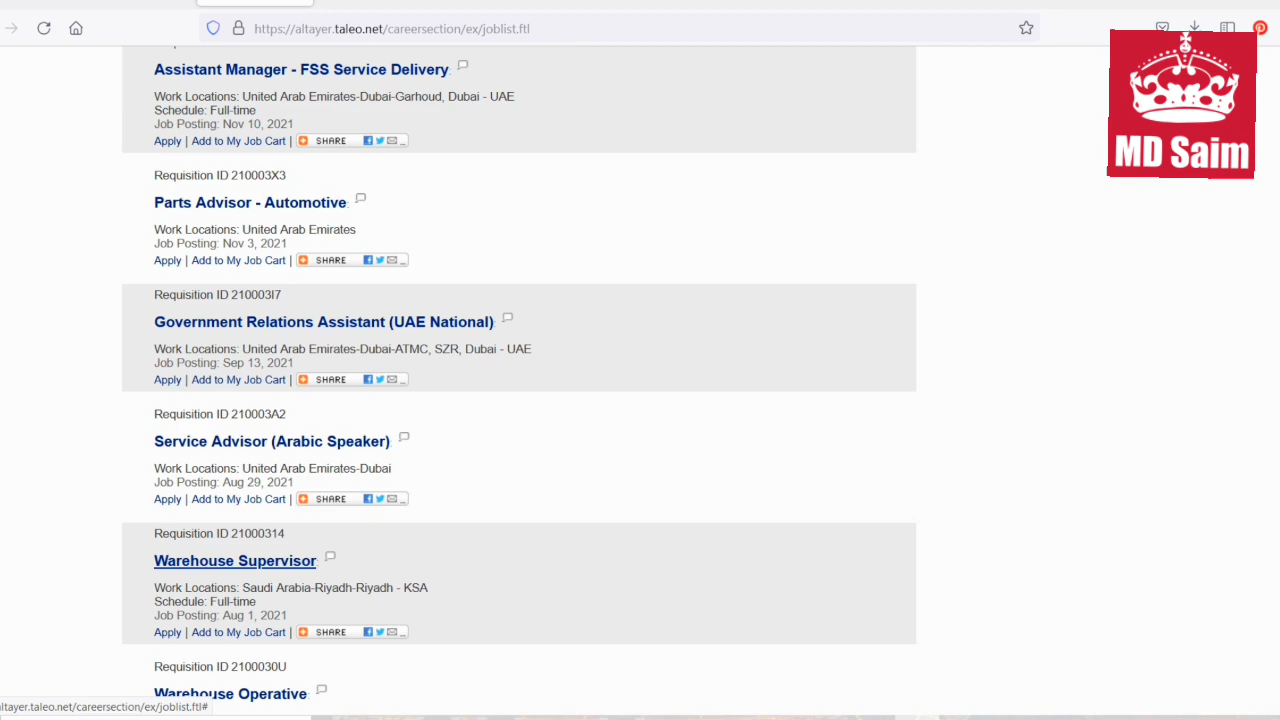 https://altayer.taleo.net/careersection/ex/joblist.ftl
MD Saim
Assistant Manager - FSS Service Delivery
Work Locations: United Arab Emirates-Dubai-Garhoud, Dubai - UAE
Schedule: Full-time
Job Posting: Nov 10, 2021
Apply | Add to My Job Cart | SHARE
Requisition ID 210003X3
Parts Advisor - Automotive
Work Locations: United Arab Emirates
Job Posting: Nov 3, 2021
Apply | Add to My Job Cart | SHARE
Requisition ID 210003I7
Government Relations Assistant (UAE National)
Work Locations: United Arab Emirates-Dubai-ATMC, SZR, Dubai - UAE
Job Posting: Sep 13, 2021
Apply | Add to My Job Cart | SHARE
Requisition ID 210003A2
Service Advisor (Arabic Speaker)
Work Locations: United Arab Emirates-Dubai
Job Posting: Aug 29, 2021
Apply | Add to My Job Cart | SHARE
Requisition ID 21000314
Warehouse Supervisor
Work Locations: Saudi Arabia-Riyadh-Riyadh - KSA
Schedule: Full-time
Job Posting: Aug 1, 2021
Apply | Add to My Job Cart | SHARE
Requisition ID 2100030U
Warehouse Operative
ltayer.taleo.net/careersection/ex/joblist.ftl#